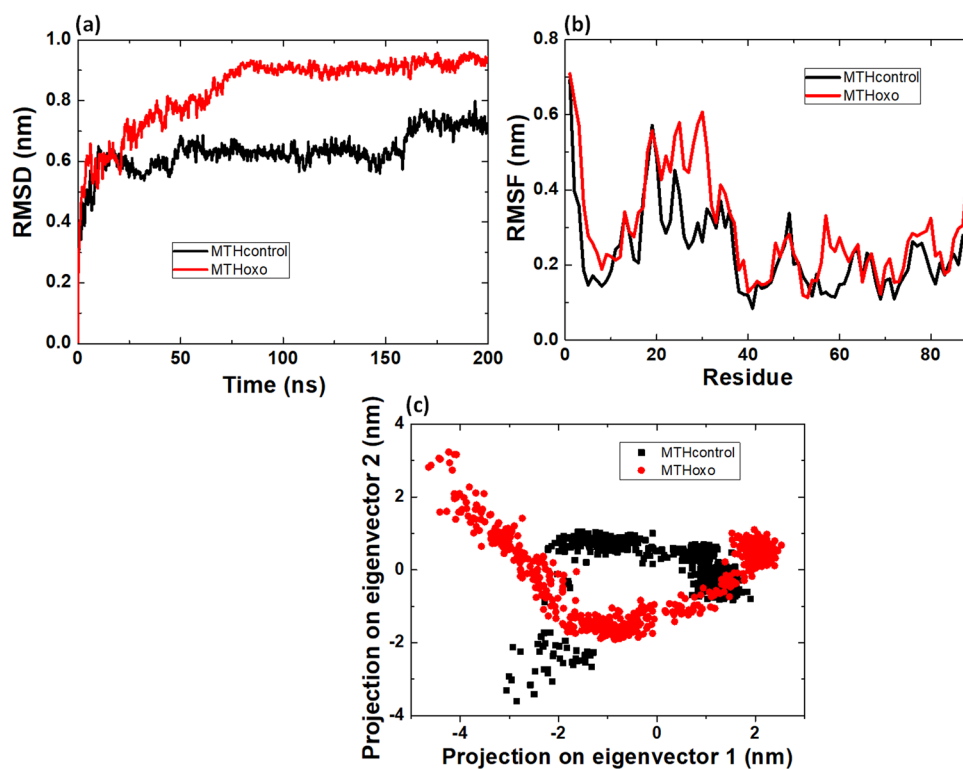 (a)
1.0
0.8
0.6
0.4
0.2
0.0
RMSD (nm)
MTHcontrol
MTHoxo
0 50 100 150 200
Time (ns)
(b)
0.8
0.6
0.4
0.2
0.0
RMSF (nm)
MTHcontrol
MTHoxo
0 20 40 60 80
Residue
(c)
4
2
0
-2
-4
Projection on eigenvector 2 (nm)
MTHcontrol
MTHoxo
-4 -2 0 2
Projection on eigenvector 1 (nm)